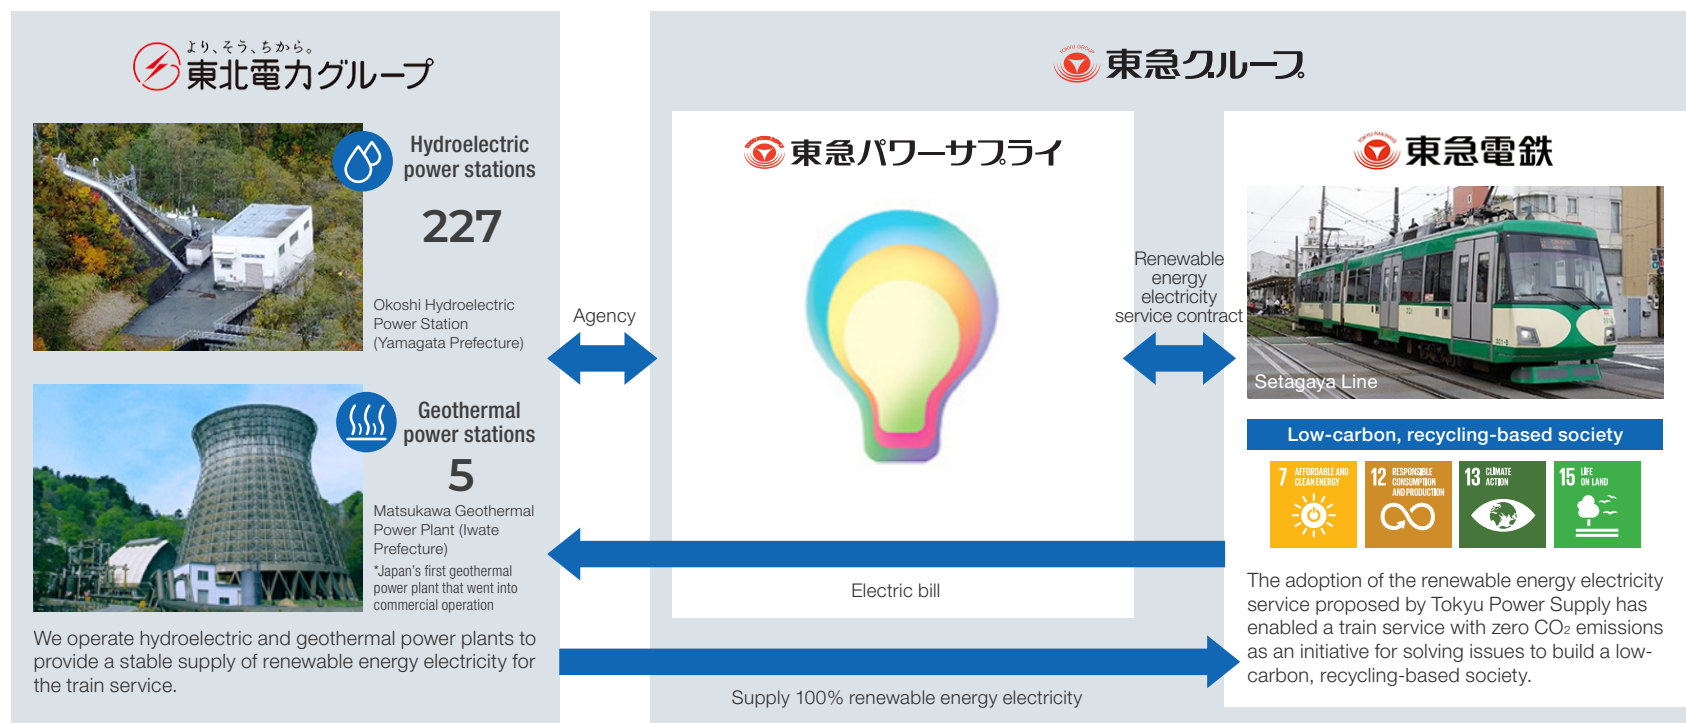 より、そう、ちから。
東北電力グループ
Hydroelectric
power stations
227
Okoshi Hydroelectric
Power Station
(Yamagata Prefecture)
Geothermal
power stations
5
Matsukawa Geothermal
Power Plant (Iwate
Prefecture)
*Japan's first geothermal
power plant that went into
commercial operation
We operate hydroelectric and geothermal power plants to
provide a stable supply of renewable energy electricity for
the train service.
Agency
TOKYU GROUP
東急グループ
東急パワーサプライ
Renewable
energy
electricity
service contract
Electric bill
Supply 100% renewable energy electricity
TOKYU RAILWAYS
東急電鉄
Setagaya Line
Low-carbon, recycling-based society
7 AFFORDABLE AND
CLEAN ENERGY
12 RESPONSIBLE
CONSUMPTION
AND PRODUCTION
13 CLIMATE
ACTION
15 LIFE
ON LAND
The adoption of the renewable energy electricity
service proposed by Tokyu Power Supply has
enabled a train service with zero CO₂ emissions
as an initiative for solving issues to build a low-
carbon, recycling-based society.